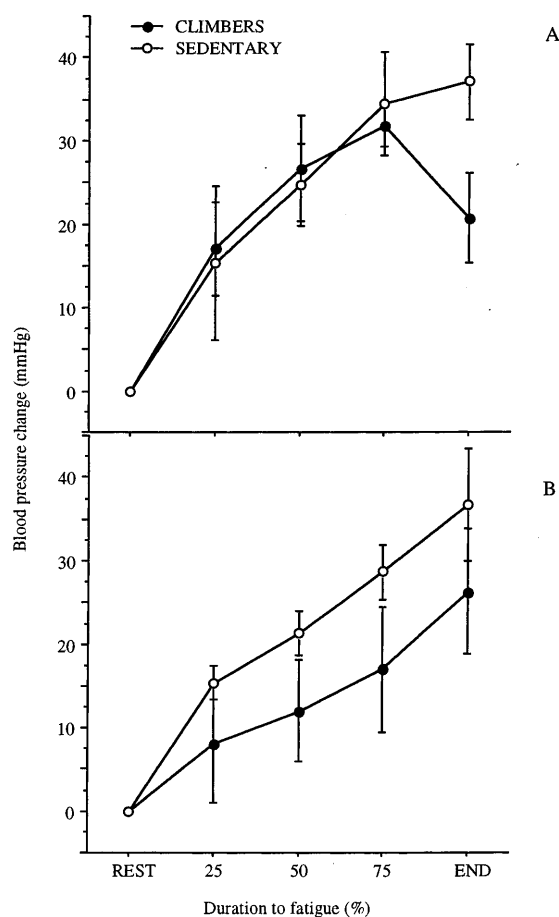 CLIMBERS
SEDENTARY
A
40
30
20
10
0
B
40
30
20
10
0
Blood pressure change (mmHg)
REST 25 50 75 END
Duration to fatigue (%)